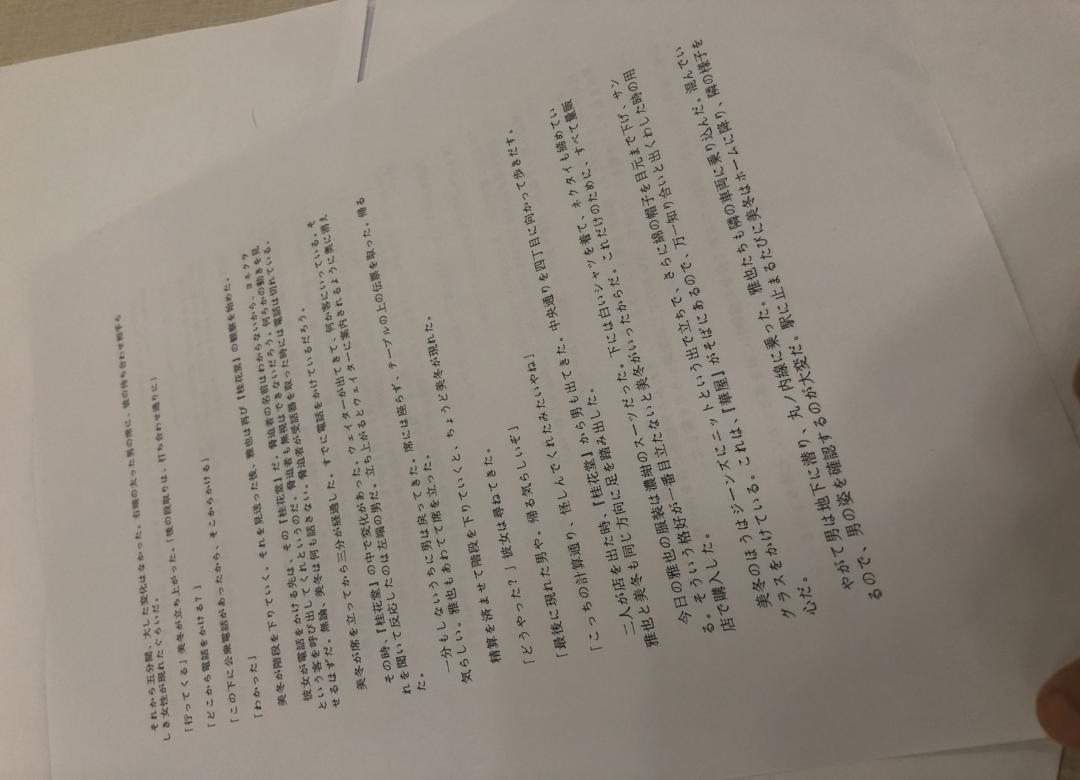 それから五分間、大した変化はなかった。右端の太った男の席に、彼の待ち合わせ相手ら
しき女性が現れたぐらいだ。
「行ってくる」美冬が立ち上がった。「後の段取りは、打ち合わせ通りに」
「どこから電話をかける？」
「この下に公衆電話があったから、そこからかける」
「わかった」
美冬が階段を下りていく。それを見送った後、雅也は再び『桂花堂』の観察を始めた。
彼女が電話をかける先は、その『桂花堂』だ。脅迫者の名前はわからないから、ヨネクラ
という客を呼び出してくれというのだ。脅迫者も無視はできないだろう。何らかの動きを見
せるはずだ。無論、美冬は何も話さない。脅迫者が受話器を取った時には電話は切れている。
美冬が席を立ってから三分が経過した。すでに電話をかけているだろう。
その時、『桂花堂』の中で変化があった。ウェイターが出てきて、何か客にいっている。そ
れを聞いて反応したのは左端の男だ。立ち上がるとウェイターに案内されるように奥に消え
た。
一分もしないうちに男は戻ってきた。席には座らず、テーブルの上の伝票を取った。帰る
気らしい。雅也もあわてて席を立った。
精算を済ませて階段を下りていくと、ちょうど美冬が現れた。
「どうやった？」彼女は尋ねてきた。
「最後に現れた男や。帰る気らしいぞ」
「こっちの計算通り、怪しんでくれたみたいやね」
二人が店を出た時、『桂花堂』から男も出てきた。中央通りを四丁目に向かって歩きだす。
雅也と美冬も同じ方向に足を踏み出した。
今日の雅也の服装は濃紺のスーツだった。下には白いシャツを着て、ネクタイも締めてい
る。そういう格好が一番目立たないと美冬がいったからだ。これだけのために、すべて量販
店で購入した。
美冬のほうはジーンズにニットという出で立ちで、さらに綿の帽子を目元まで下げ、サン
グラスをかけている。これは、『華屋』がそばにあるので、万一知り合いと出くわした時の用
心だ。
やがて男は地下に潜り、丸ノ内線に乗った。雅也たちも隣の車両に乗り込んだ。混んでい
るので、男の姿を確認するのが大変だ。駅に止まるたびに美冬はホームに降り、隣の様子を